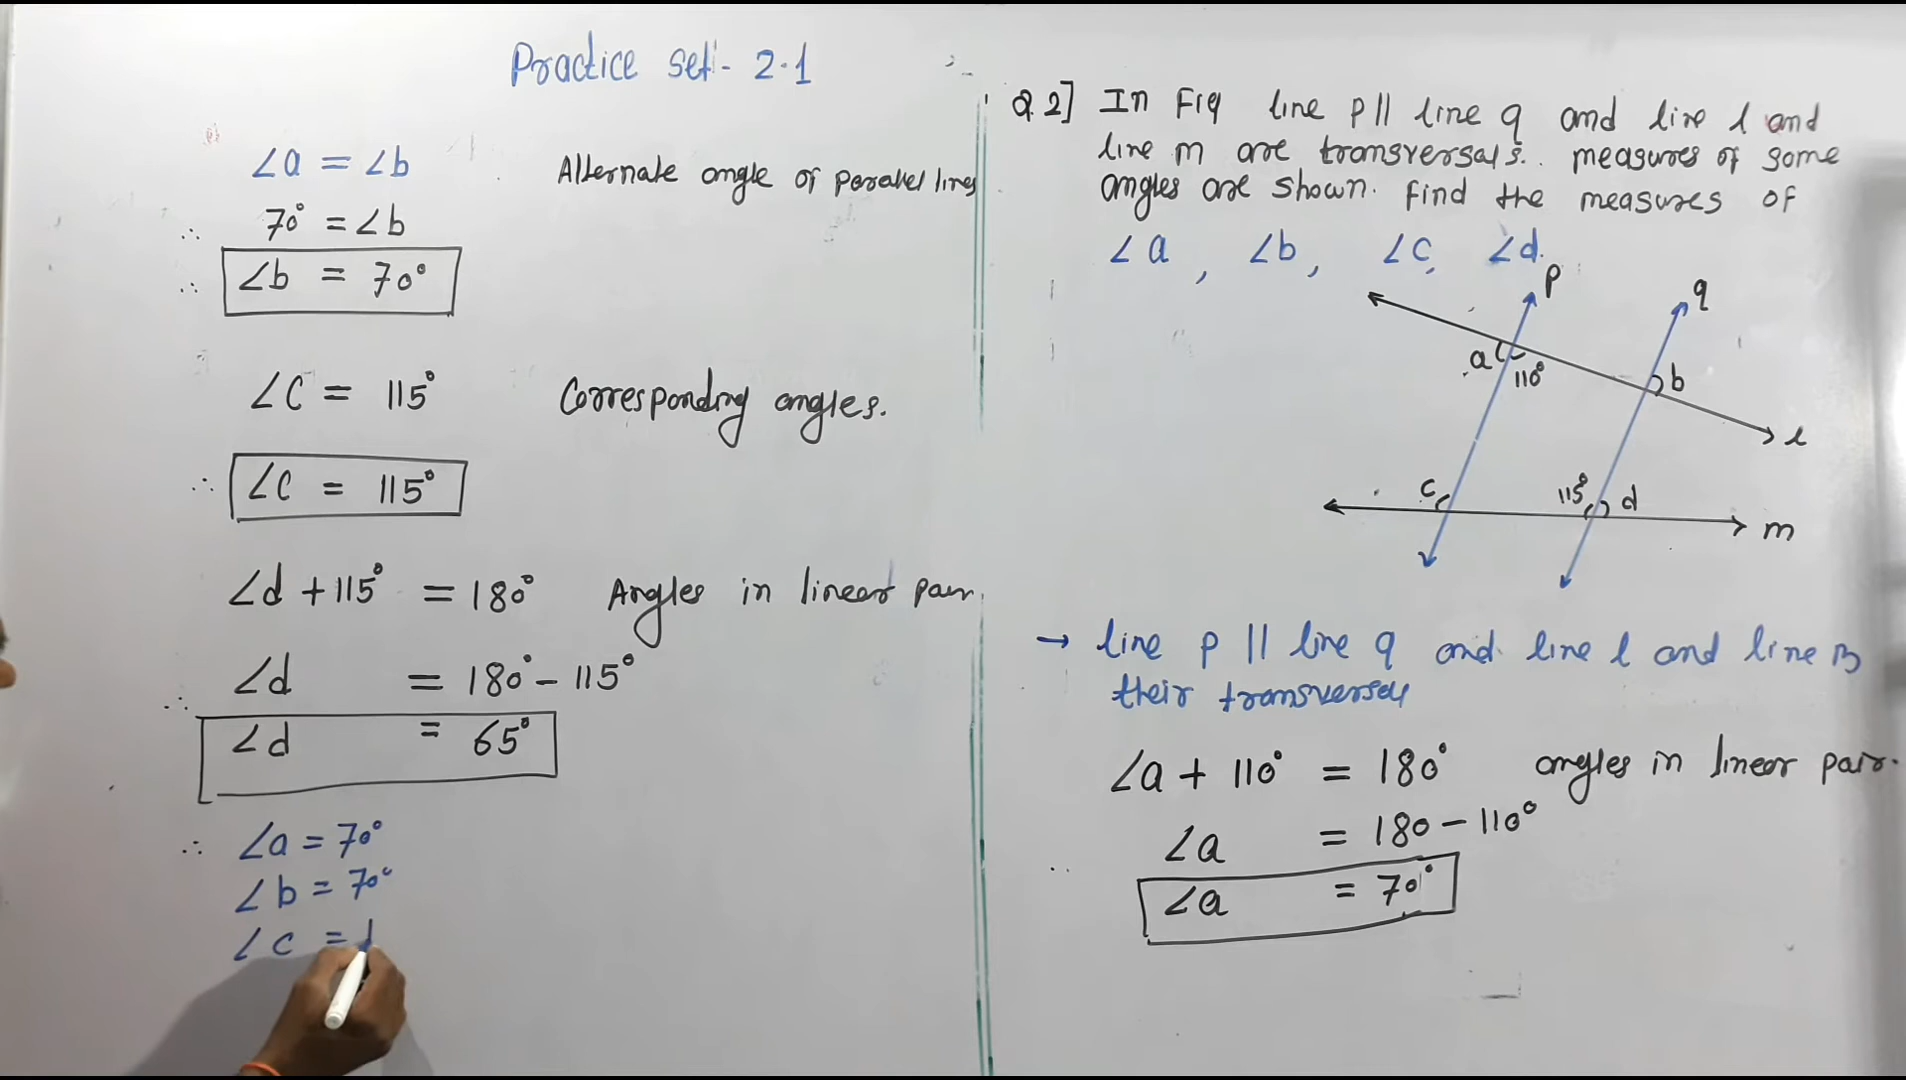 Practice set - 2.1
∠a = ∠b Alternate angle of parallel lines
∴ 70° = ∠b
∴ ∠b = 70°
∠C = 115° Corresponding angles.
∴ ∠C = 115°
∠d + 115° = 180° Angles in linear pair.
∴ ∠d = 180° - 115°
∠d = 65°
∴ ∠a = 70°
∠b = 70°
∠c = 1
Q.2] In Fig line p || line q and line l and
line m are transversals. measures of some
angles are shown. find the measures of
∠a, ∠b, ∠C, ∠d.
p
q
a
110°
b
l
c
115°
d
m
→ line p || line q and line l and line m
their transversals
∠a + 110° = 180° angles in linear pair.
∠a = 180 - 110°
∴ ∠a = 70°